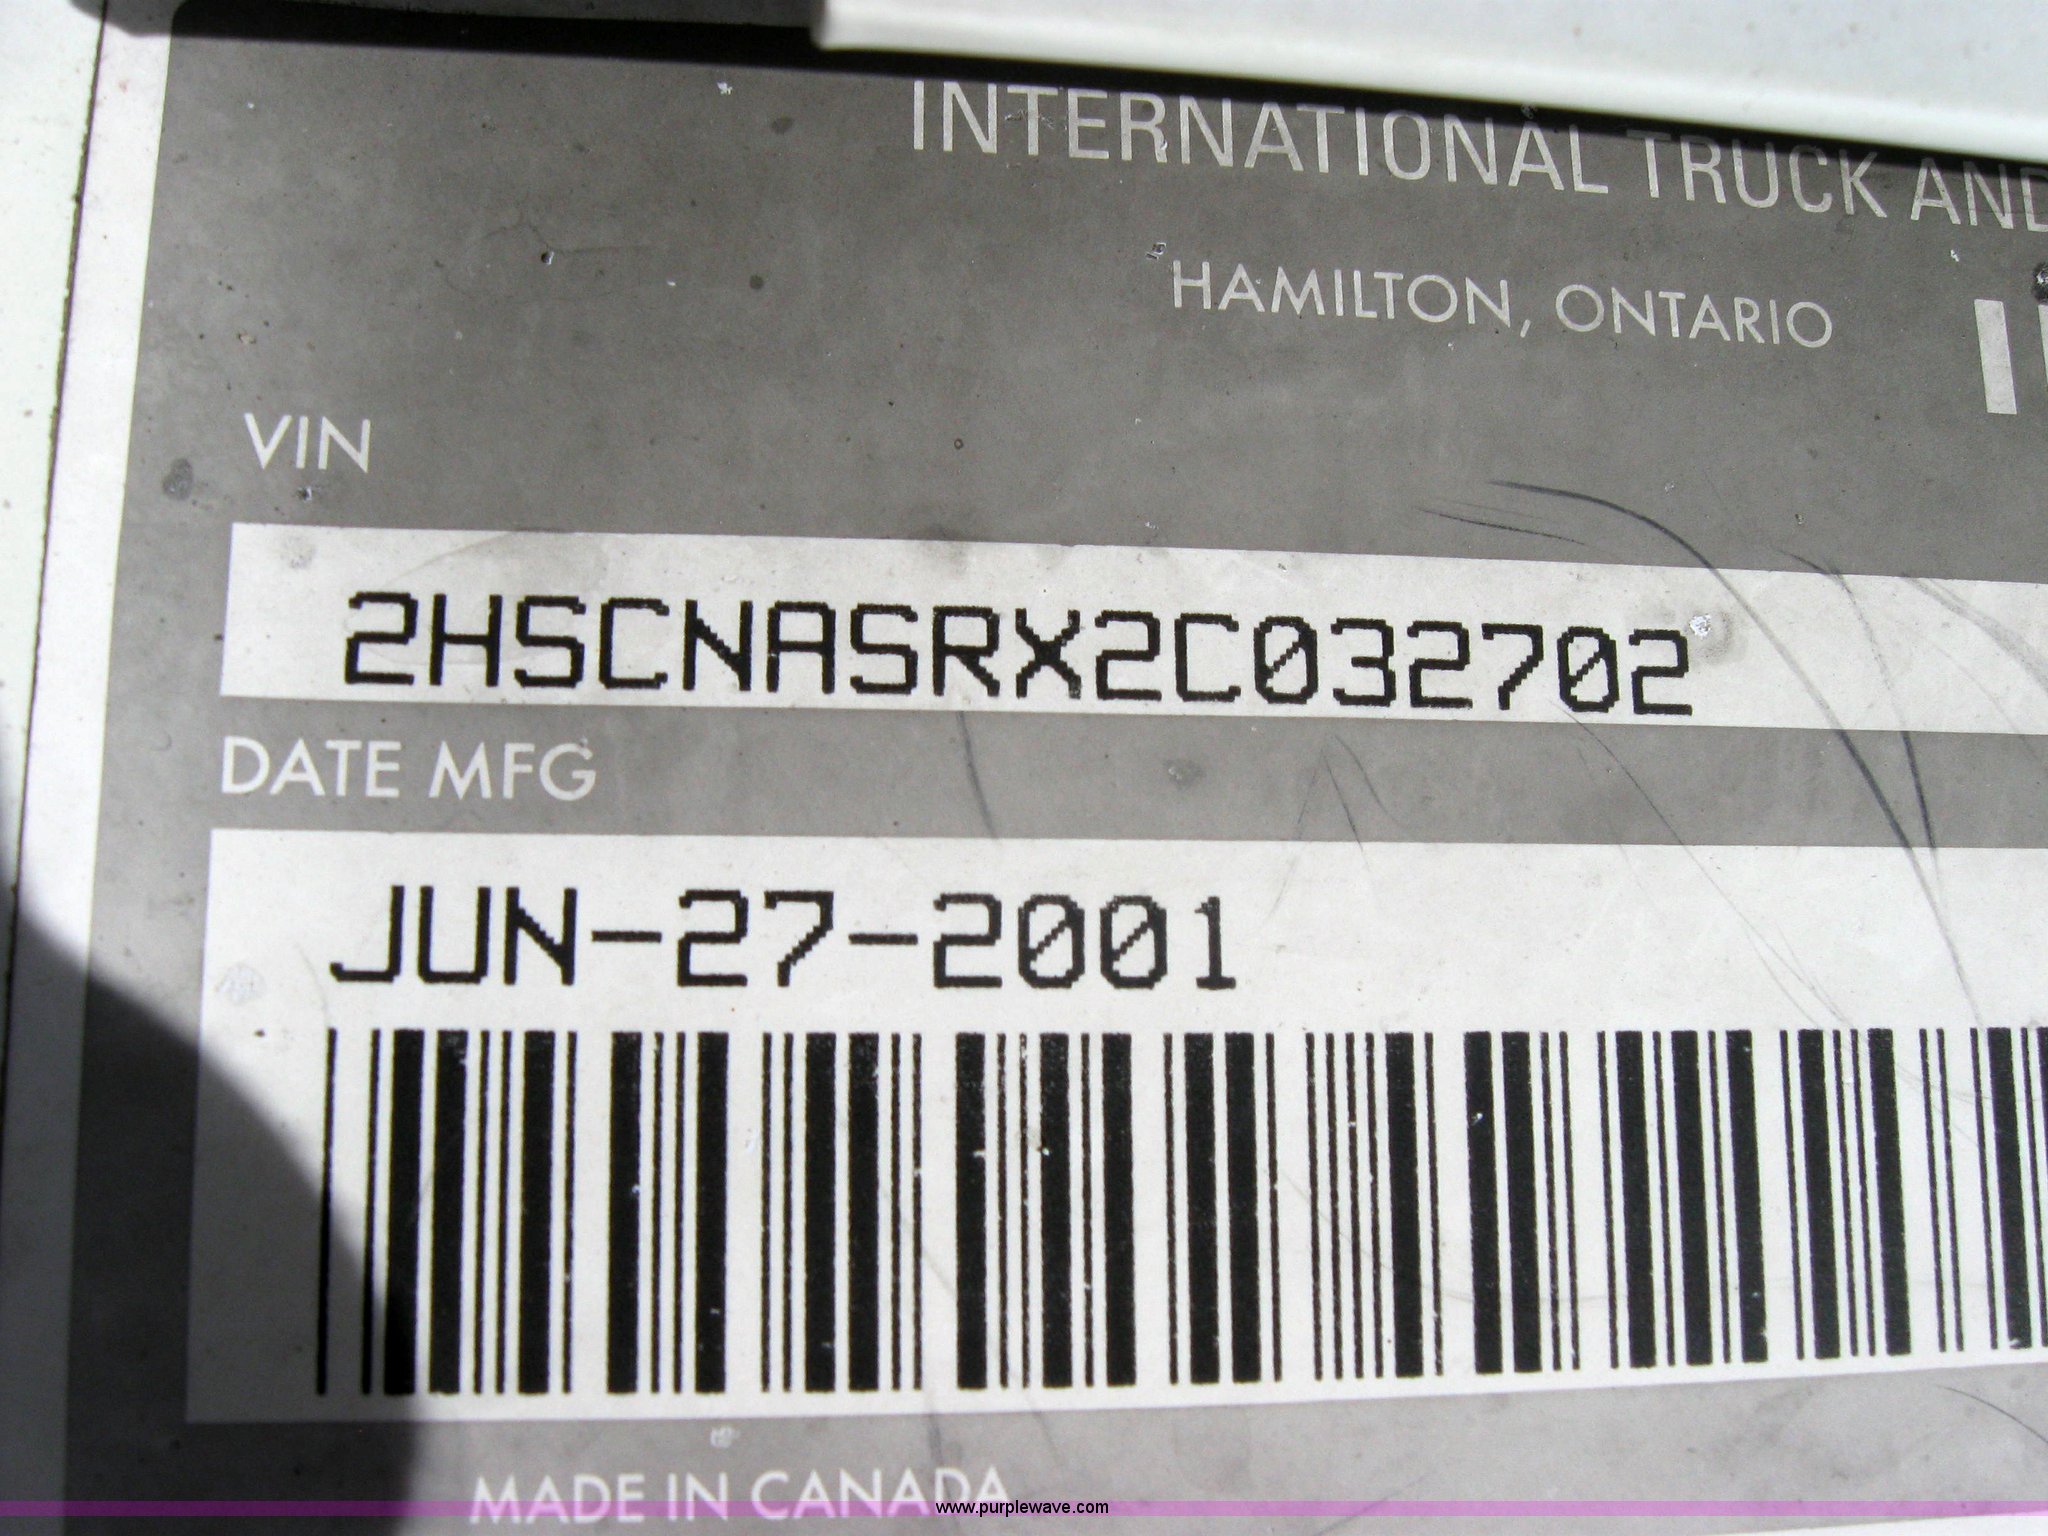 INTERNATIONAL TRUCK AND
HAMILTON, ONTARIO
VIN
2HSCNASRX2C032702
DATE MFG
JUN-27-2001
MADE IN CANADA
www.purplewave.com